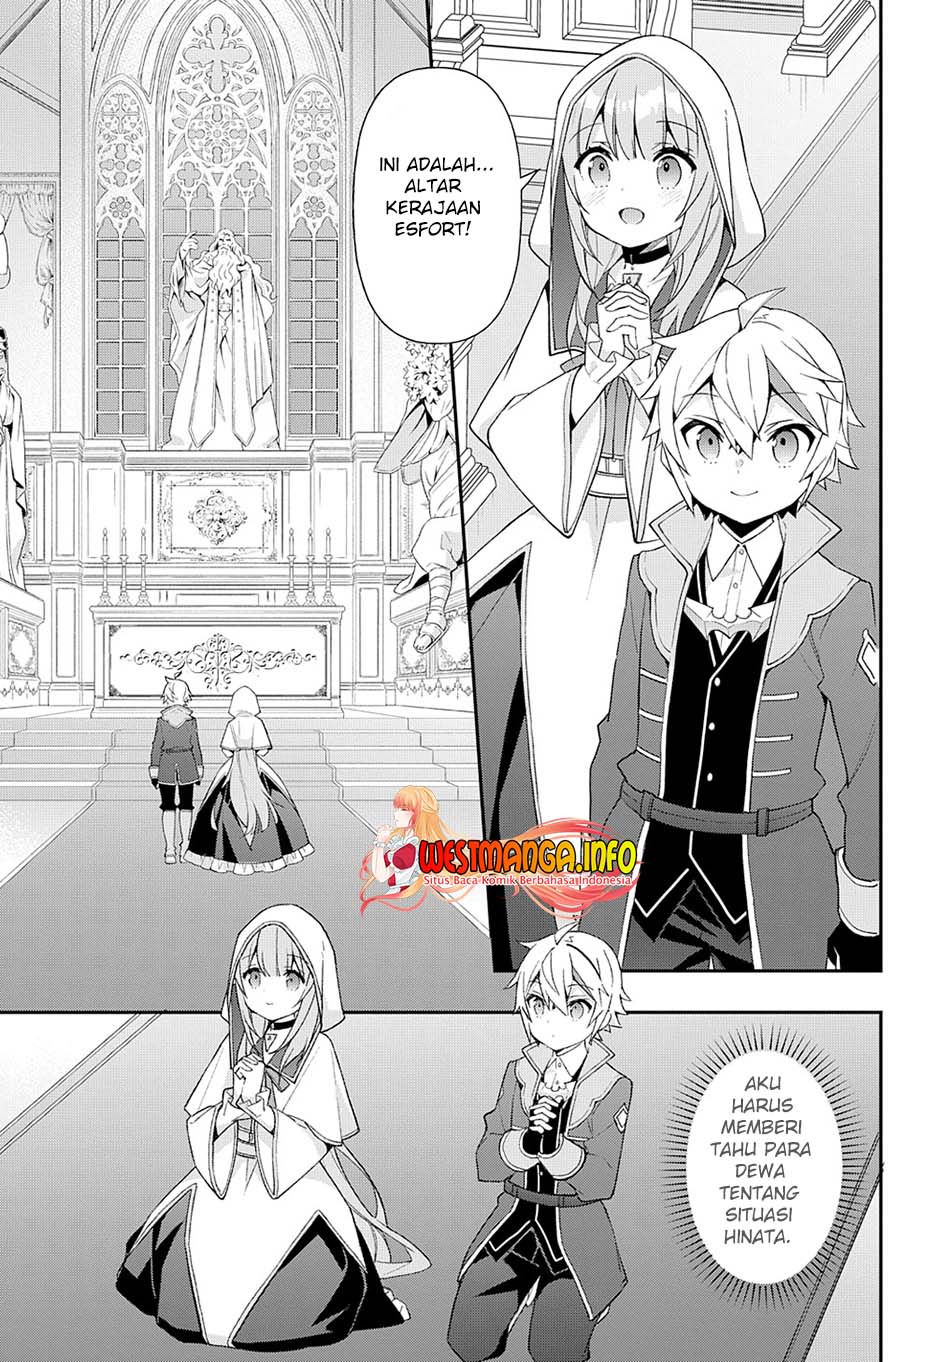 INI ADALAH...
ALTAR
KERAJAAN
ESFORT!
WESTMANGA.INFO
SITUS BACA KOMIK BERBAHASA INDONESIA
AKU
HARUS
MEMBERI
TAHU PARA
DEWA
TENTANG
SITUASI
HINATA.